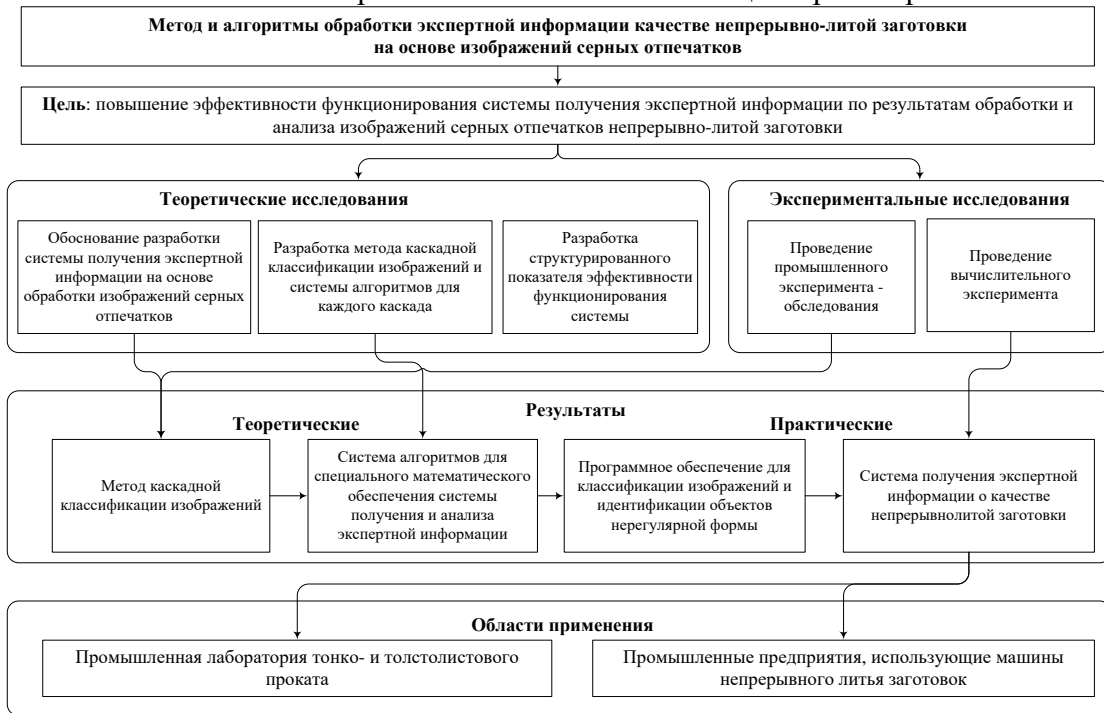 Метод и алгоритмы обработки экспертной информации качестве непрерывно-литой заготовки
на основе изображений серных отпечатков
Цель: повышение эффективности функционирования системы получения экспертной информации по результатам обработки и
анализа изображений серных отпечатков непрерывно-литой заготовки
Теоретические исследования
Обоснование разработки
системы получения экспертной
информации на основе
обработки изображений серных
отпечатков
Разработка метода каскадной
классификации изображений и
системы алгоритмов для
каждого каскада
Разработка
структурированного
показателя эффективности
функционирования
системы
Экспериментальные исследования
Проведение
промышленного
эксперимента -
обследования
Проведение
вычислительного
эксперимента
Результаты
Теоретические
Практические
Метод каскадной
классификации изображений
Система алгоритмов для
специального математического
обеспечения системы
получения и анализа
экспертной информации
Программное обеспечение для
классификации изображений и
идентификации объектов
нерегулярной формы
Система получения экспертной
информации о качестве
непрерывнолитой заготовки
Области применения
Промышленная лаборатория тонко- и толстолистового
проката
Промышленные предприятия, использующие машины
непрерывного литья заготовок